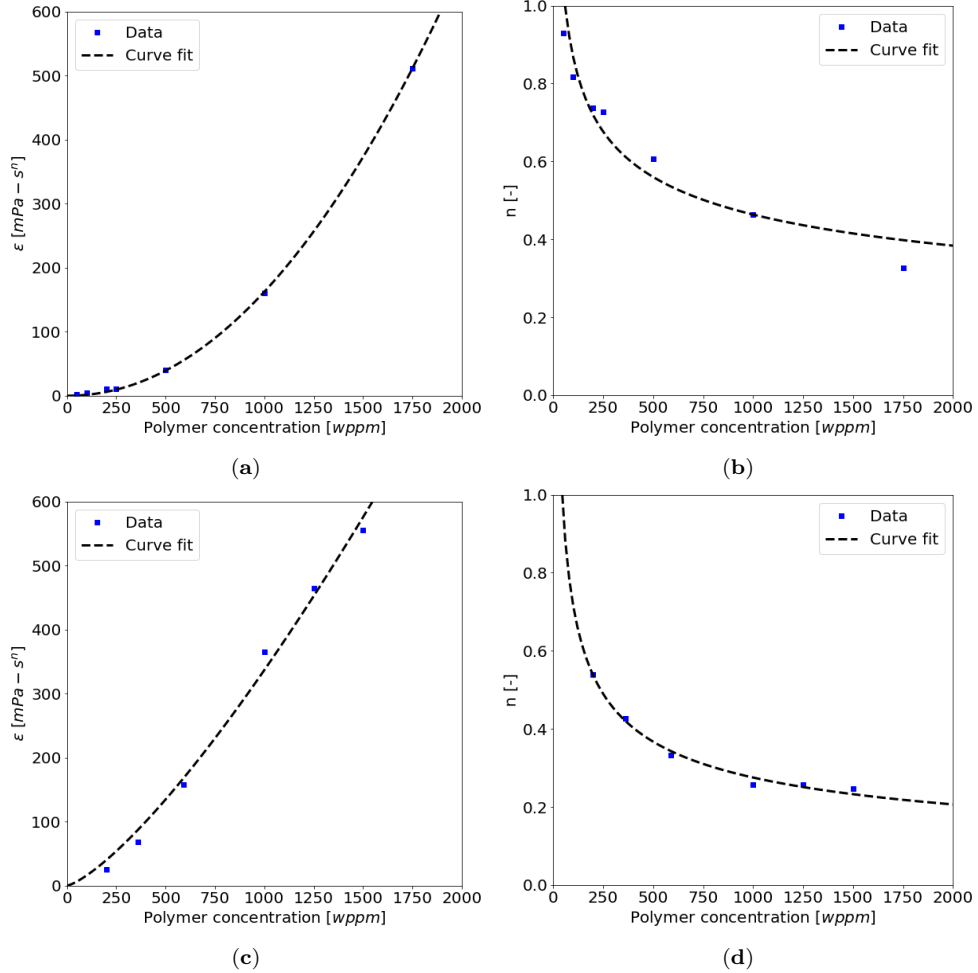 600
500
400
300
200
100
0
ε [mPa − sⁿ]
Data
Curve fit
0 250 500 750 1000 1250 1500 1750 2000
Polymer concentration [wppm]
(a)
1.0
0.8
0.6
0.4
0.2
0.0
n [-]
Data
Curve fit
0 250 500 750 1000 1250 1500 1750 2000
Polymer concentration [wppm]
(b)
600
500
400
300
200
100
0
ε [mPa − sⁿ]
Data
Curve fit
0 250 500 750 1000 1250 1500 1750 2000
Polymer concentration [wppm]
(c)
1.0
0.8
0.6
0.4
0.2
0.0
n [-]
Data
Curve fit
0 250 500 750 1000 1250 1500 1750 2000
Polymer concentration [wppm]
(d)